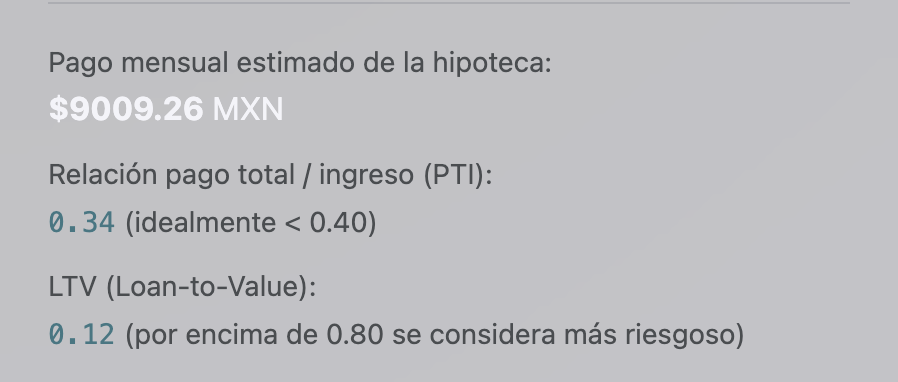 Pago mensual estimado de la hipoteca:
$9009.26 MXN
Relación pago total / ingreso (PTI):
0.34 (idealmente < 0.40)
LTV (Loan-to-Value):
0.12 (por encima de 0.80 se considera más riesgoso)